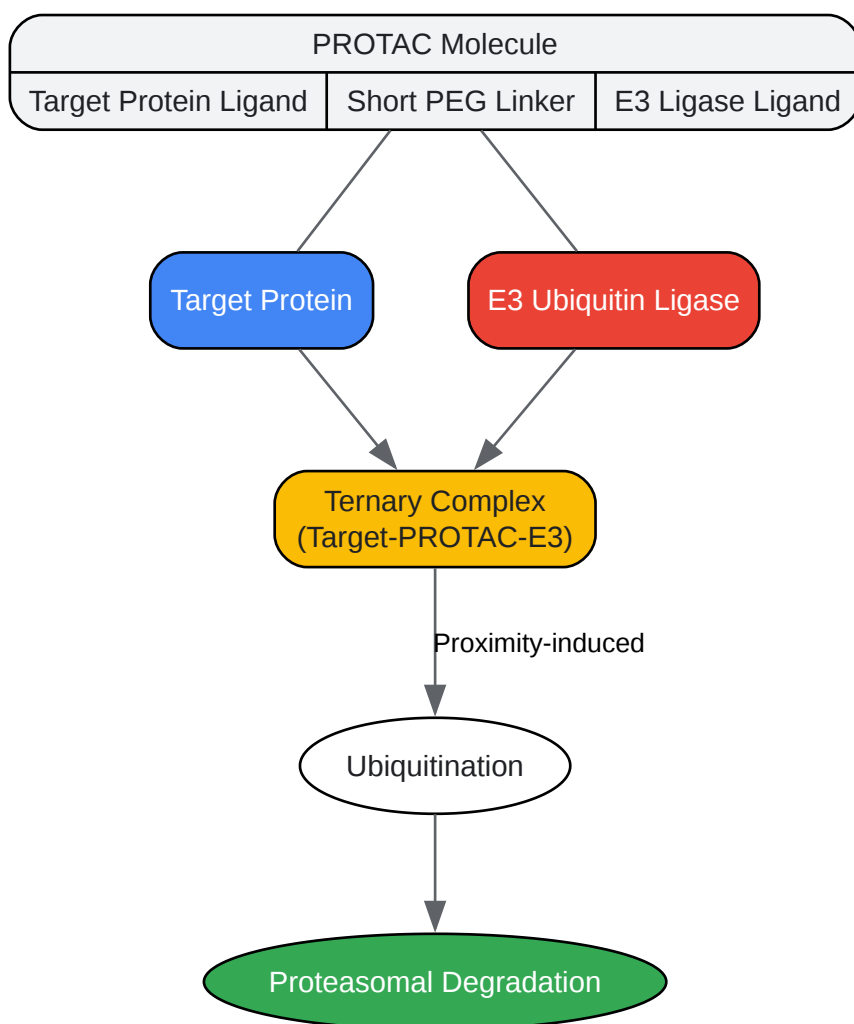 PROTAC Molecule
Target Protein Ligand
Short PEG Linker
E3 Ligase Ligand
Target Protein
E3 Ubiquitin Ligase
Ternary Complex
(Target-PROTAC-E3)
Proximity-induced
Ubiquitination
Proteasomal Degradation